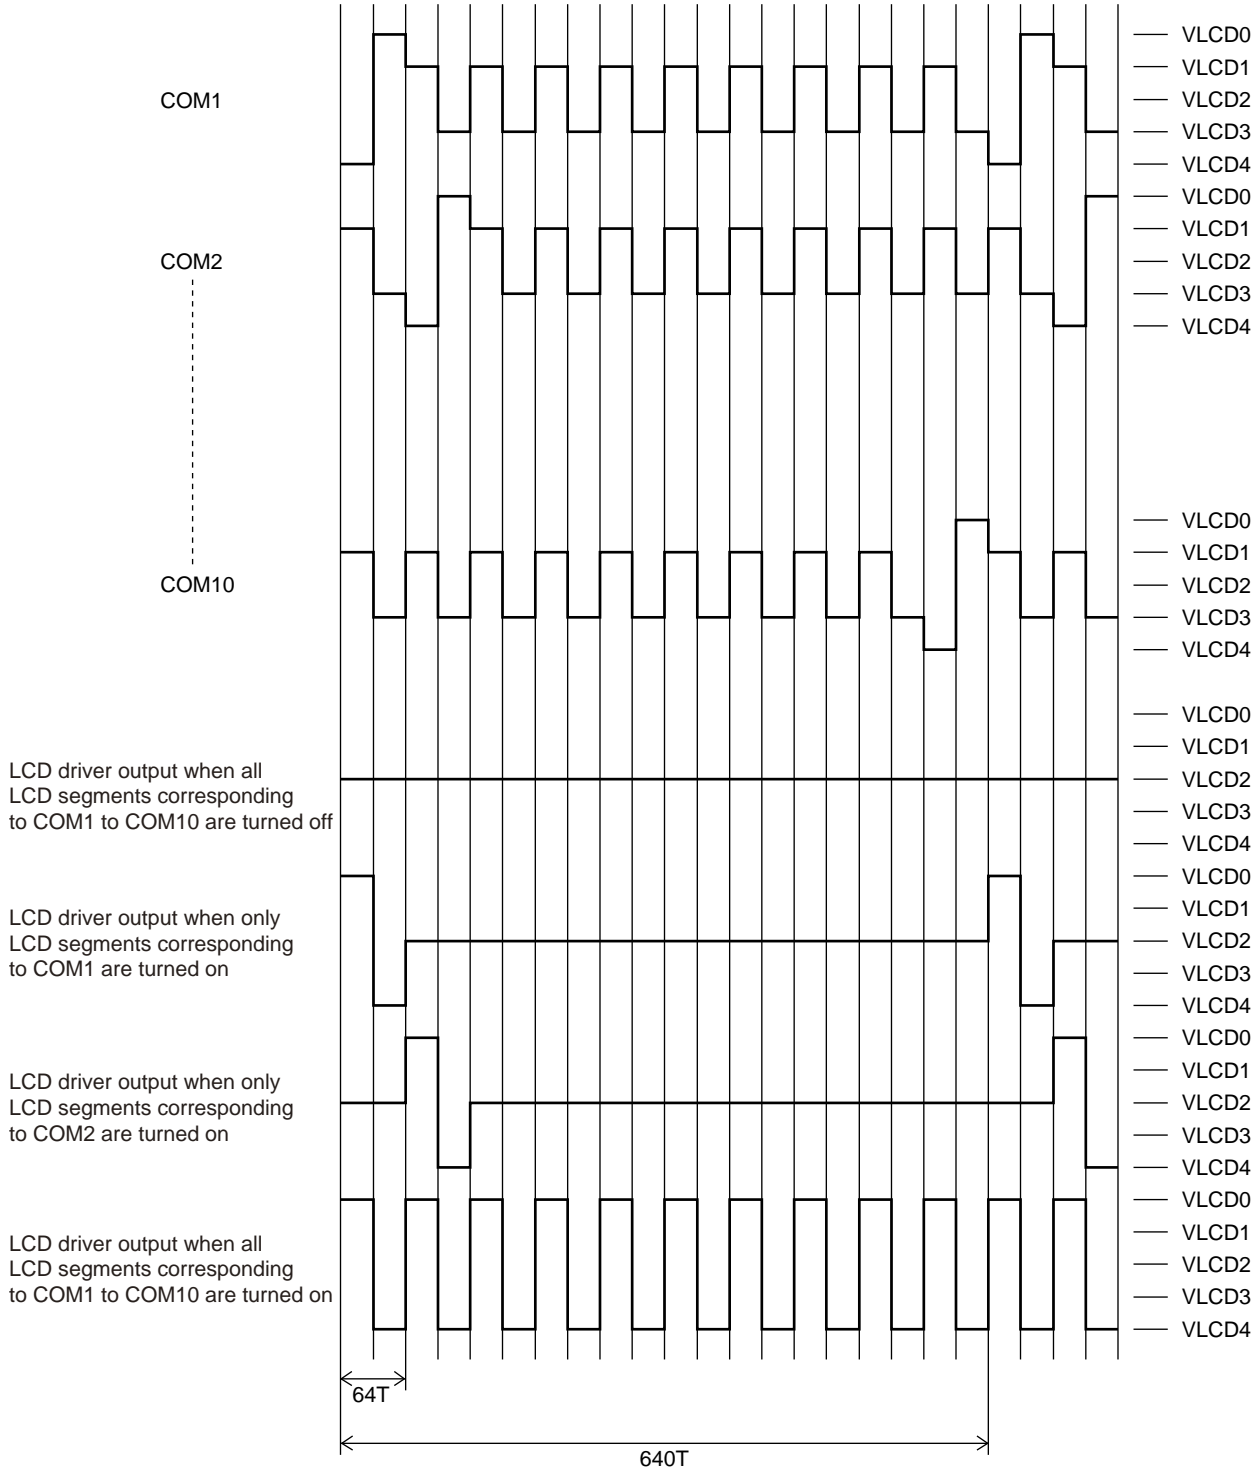 VLCD0
VLCD1
COM1
VLCD2
VLCD3
VLCD4
VLCD0
VLCD1
COM2
VLCD2
VLCD3
VLCD4
VLCD0
VLCD1
COM10
VLCD2
VLCD3
VLCD4
VLCD0
VLCD1
LCD driver output when all
LCD segments corresponding
to COM1 to COM10 are turned off
VLCD2
VLCD3
VLCD4
VLCD0
VLCD1
LCD driver output when only
LCD segments corresponding
to COM1 are turned on
VLCD2
VLCD3
VLCD4
VLCD0
VLCD1
LCD driver output when only
LCD segments corresponding
to COM2 are turned on
VLCD2
VLCD3
VLCD4
VLCD0
VLCD1
LCD driver output when all
LCD segments corresponding
to COM1 to COM10 are turned on
VLCD2
VLCD3
VLCD4
64T
640T